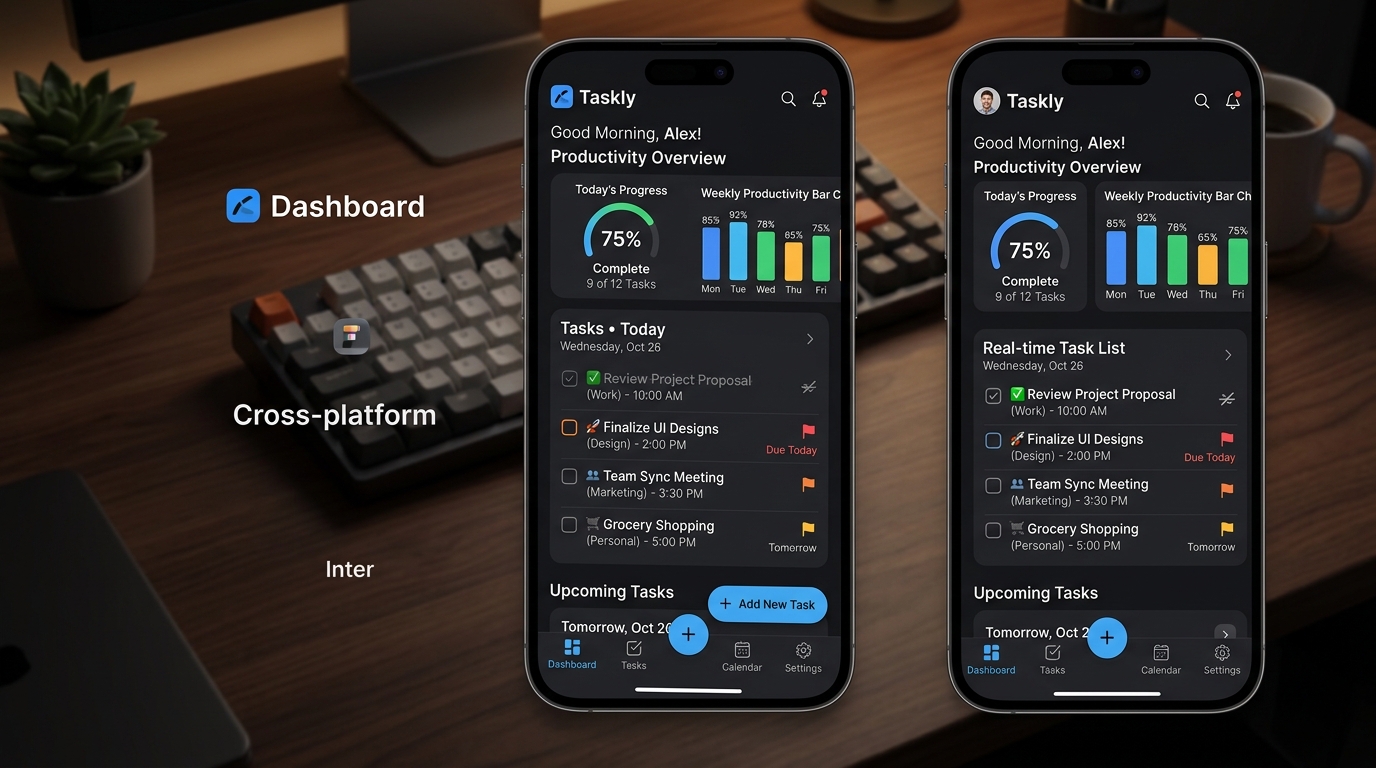 Dashboard
Cross-platform
Inter
Taskly
Good Morning, Alex!
Productivity Overview
Today's Progress
75%
Complete
9 of 12 Tasks
Weekly Productivity Bar C
85%
92%
76%
65%
75%
Mon
Tue
Wed
Thu
Fri
Tasks • Today
Wednesday, Oct 26
✅ Review Project Proposal
(Work) - 10:00 AM
🚀 Finalize UI Designs
(Design) - 2:00 PM
Due Today
👥 Team Sync Meeting
(Marketing) - 3:30 PM
🛒 Grocery Shopping
(Personal) - 5:00 PM
Tomorrow
Upcoming Tasks
+ Add New Task
Tomorrow, Oct 26
Dashboard
Tesks
Calendar
Settings
Taskly
Good Morning, Alex!
Productivity Overview
Today's Progress
75%
Complete
9 of 12 Tasks
Weekly Productivity Bar Ch
85%
92%
76%
65%
75%
Mon
Tue
Wed
Thu
Fri
Real-time Task List
Wednesday, Oct 26
✅ Review Project Proposal
(Work) - 10:00 AM
🚀 Finalize UI Designs
(Design) - 2:00 PM
Due Today
👥 Team Sync Meeting
(Marketing) - 3:30 PM
🛒 Grocery Shopping
(Personal) - 5:00 PM
Tomorrow
Upcoming Tasks
Tomorrow, Oct 2
Dashboard
Taaks
Calendar
Settings